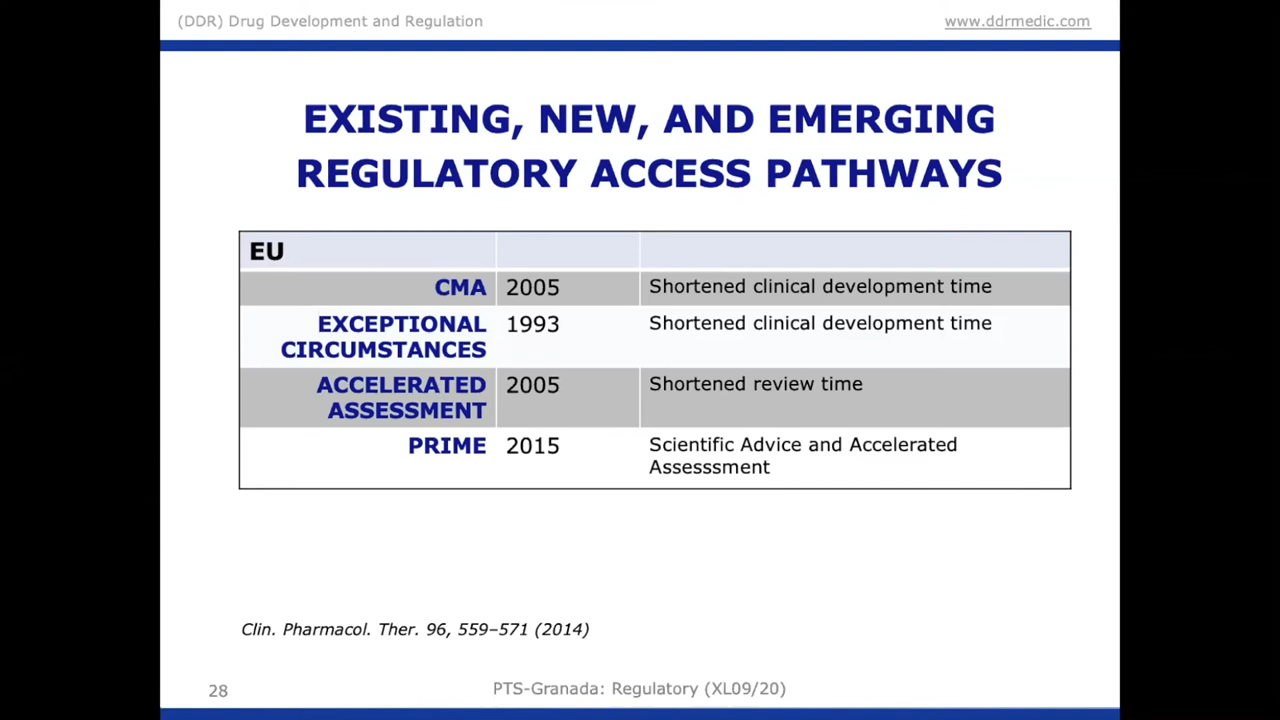 (DDR) Drug Development and Regulation
www.ddrmedic.com
EXISTING, NEW, AND EMERGING
REGULATORY ACCESS PATHWAYS
EU
CMA 2005 Shortened clinical development time
EXCEPTIONAL 1993 Shortened clinical development time
CIRCUMSTANCES
ACCELERATED 2005 Shortened review time
ASSESSMENT
PRIME 2015 Scientific Advice and Accelerated
Assesssment
Clin. Pharmacol. Ther. 96, 559–571 (2014)
28
PTS-Granada: Regulatory (XL09/20)